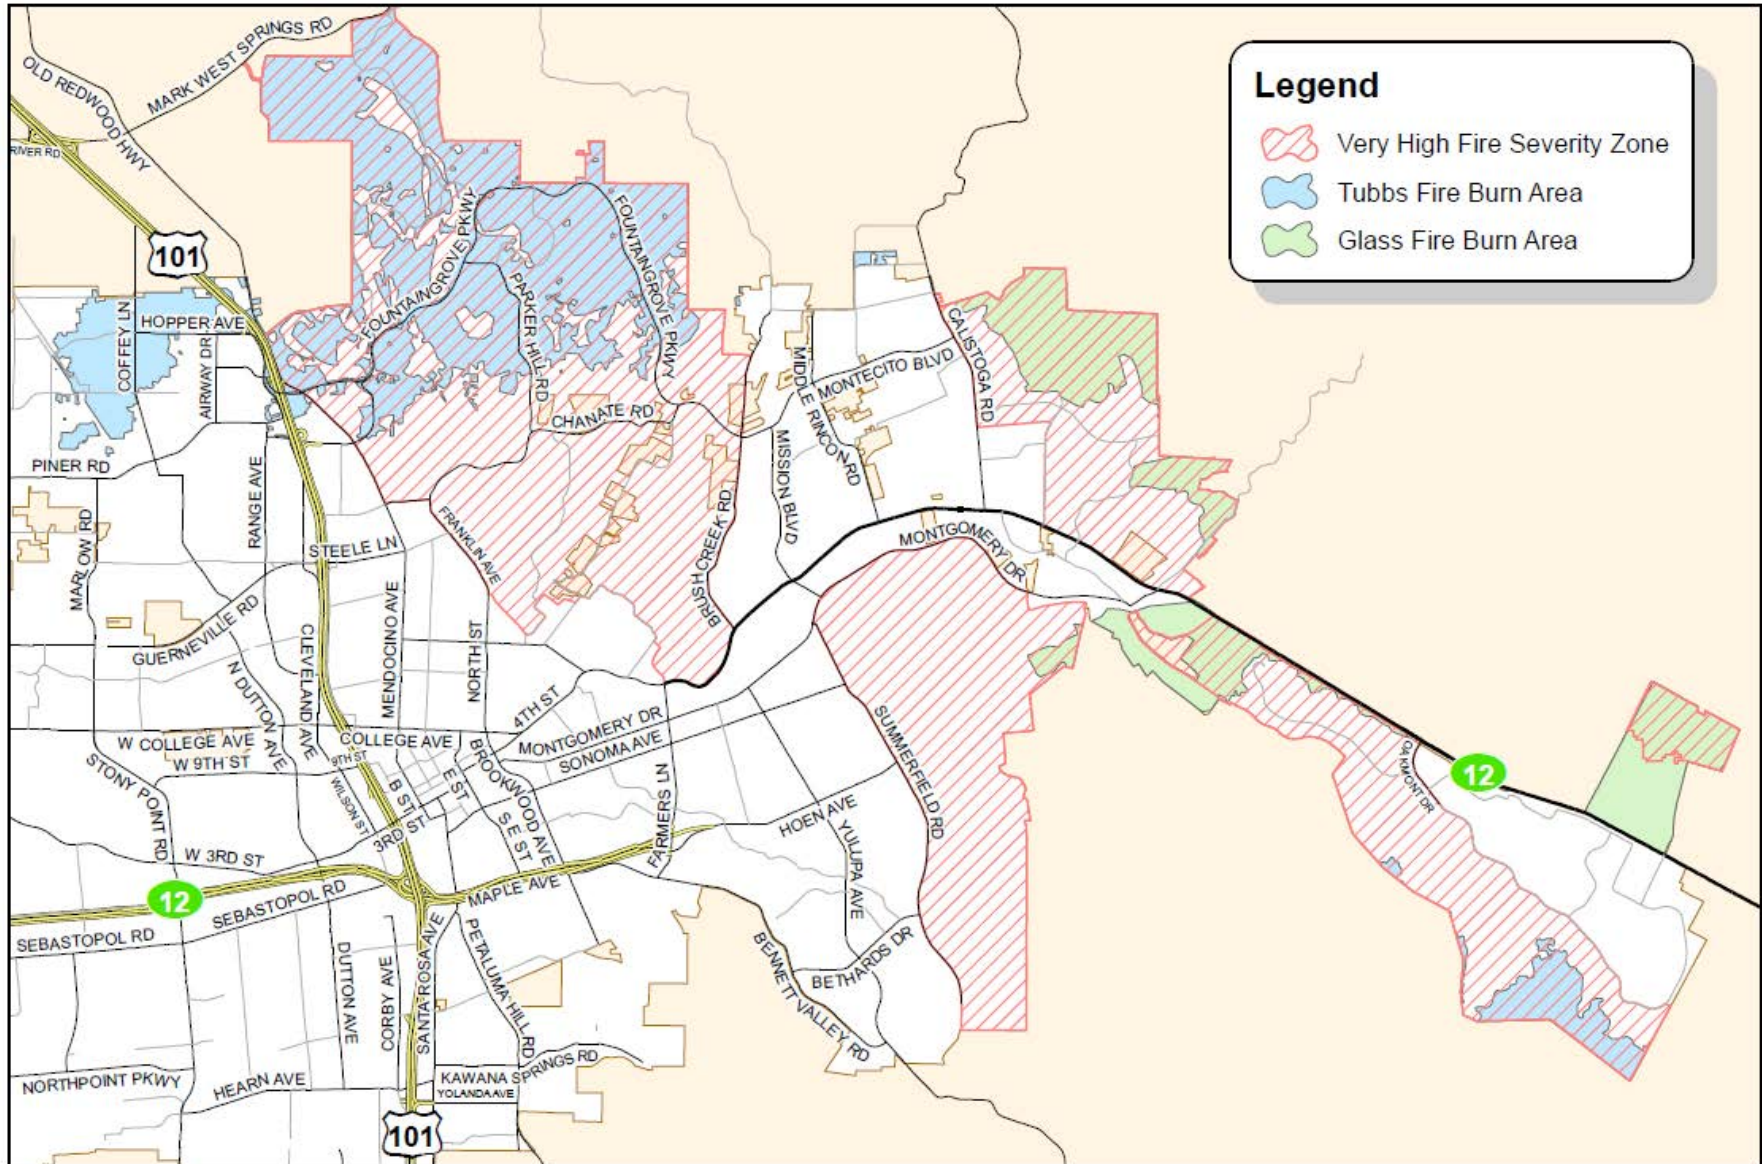 Legend
Very High Fire Severity Zone
Tubbs Fire Burn Area
Glass Fire Burn Area
MARK WEST SPRINGS RD
OLD REDWOOD HWY
RIVER RD
101
FOUNTAINGROVE PKWY
FOUNTAINGROVE PKWY
PARKER HILL RD
COFFEY LN
HOPPER AVE
AIRWAY DR
CALISTOGA RD
MIDDLE RINCON RD
MONTECITO BLVD
CHANATE RD
MISSION BLVD
PINER RD
RANGE AVE
MARLOW RD
FRANKLIN AVE
BRUSH CREEK RD
MONTGOMERY DR
STEELE LN
MENDOCINO AVE
GUERNEVILLE RD
CLEVELAND AVE
NORTH ST
N DUTTON AVE
4TH ST
MONTGOMERY DR
SONOMA AVE
SUMMERFIELD RD
W COLLEGE AVE
COLLEGE AVE
W 9TH ST
9TH ST
STONY POINT RD
WILSON ST
B ST
E ST
BROOKWOOD AVE
S E ST
3RD ST
FARMERS LN
HOEN AVE
YULUPA AVE
OAKMONT DR
12
W 3RD ST
12
SEBASTOPOL RD
MAPLE AVE
SEBASTOPOL RD
DUTTON AVE
CORBY AVE
SANTA ROSA AVE
PETALUMA HILL RD
BENNETT VALLEY RD
BETHARDS DR
NORTHPOINT PKWY
HEARN AVE
KAWANA SPRINGS RD
YOLANDA AVE
101